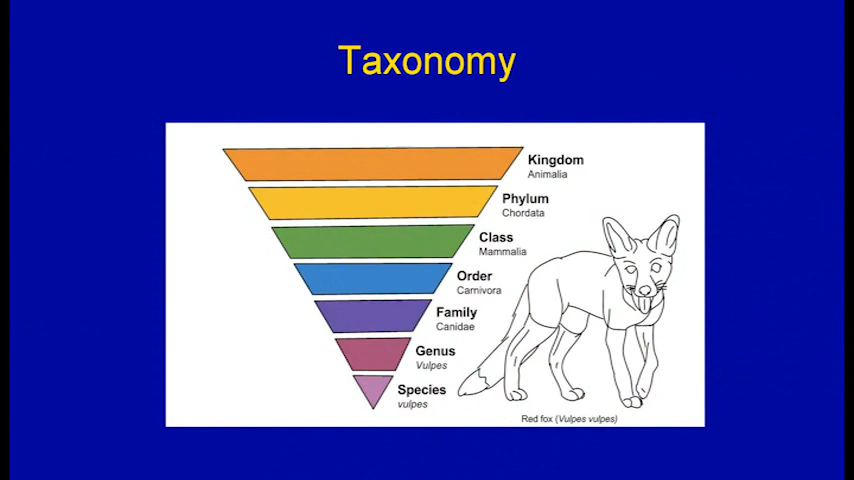 Taxonomy
Kingdom
Animalia
Phylum
Chordata
Class
Mammalia
Order
Carnivora
Family
Canidae
Genus
Vulpes
Species
vulpes
Red fox (Vulpes vulpes)